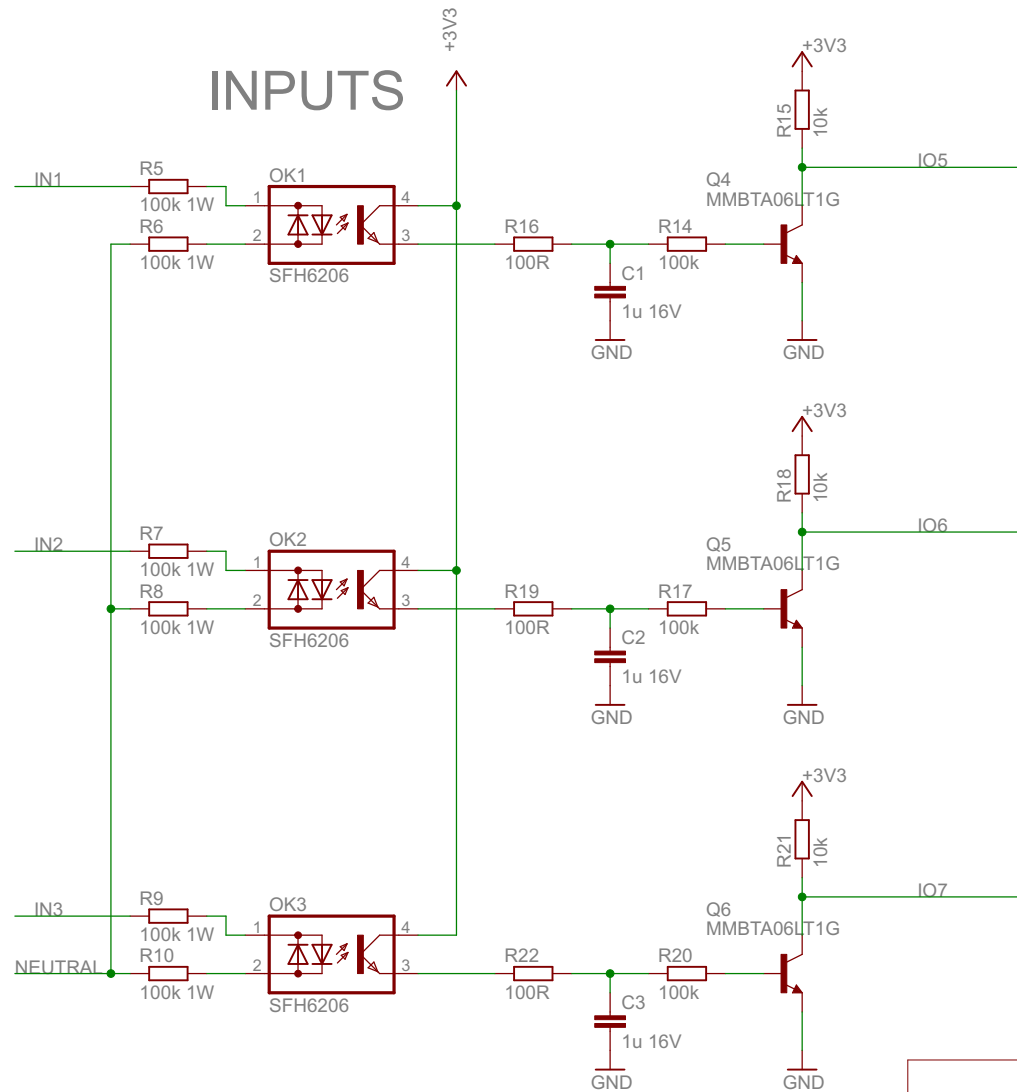 +3V3
INPUTS
+3V3
R15
10k
IN1
R5
100k 1W
R6
100k 1W
OK1
1
2
4
3
SFH6206
R16
100R
C1
1u 16V
GND
R14
100k
Q4
MMBTA06LT1G
IO5
GND
+3V3
R18
10k
IN2
R7
100k 1W
R8
100k 1W
OK2
1
2
4
3
SFH6206
R19
100R
C2
1u 16V
GND
R17
100k
Q5
MMBTA06LT1G
IO6
GND
+3V3
R21
10k
IN3
R9
100k 1W
NEUTRAL
R10
100k 1W
OK3
1
2
4
3
SFH6206
R22
100R
C3
1u 16V
GND
R20
100k
Q6
MMBTA06LT1G
IO7
GND